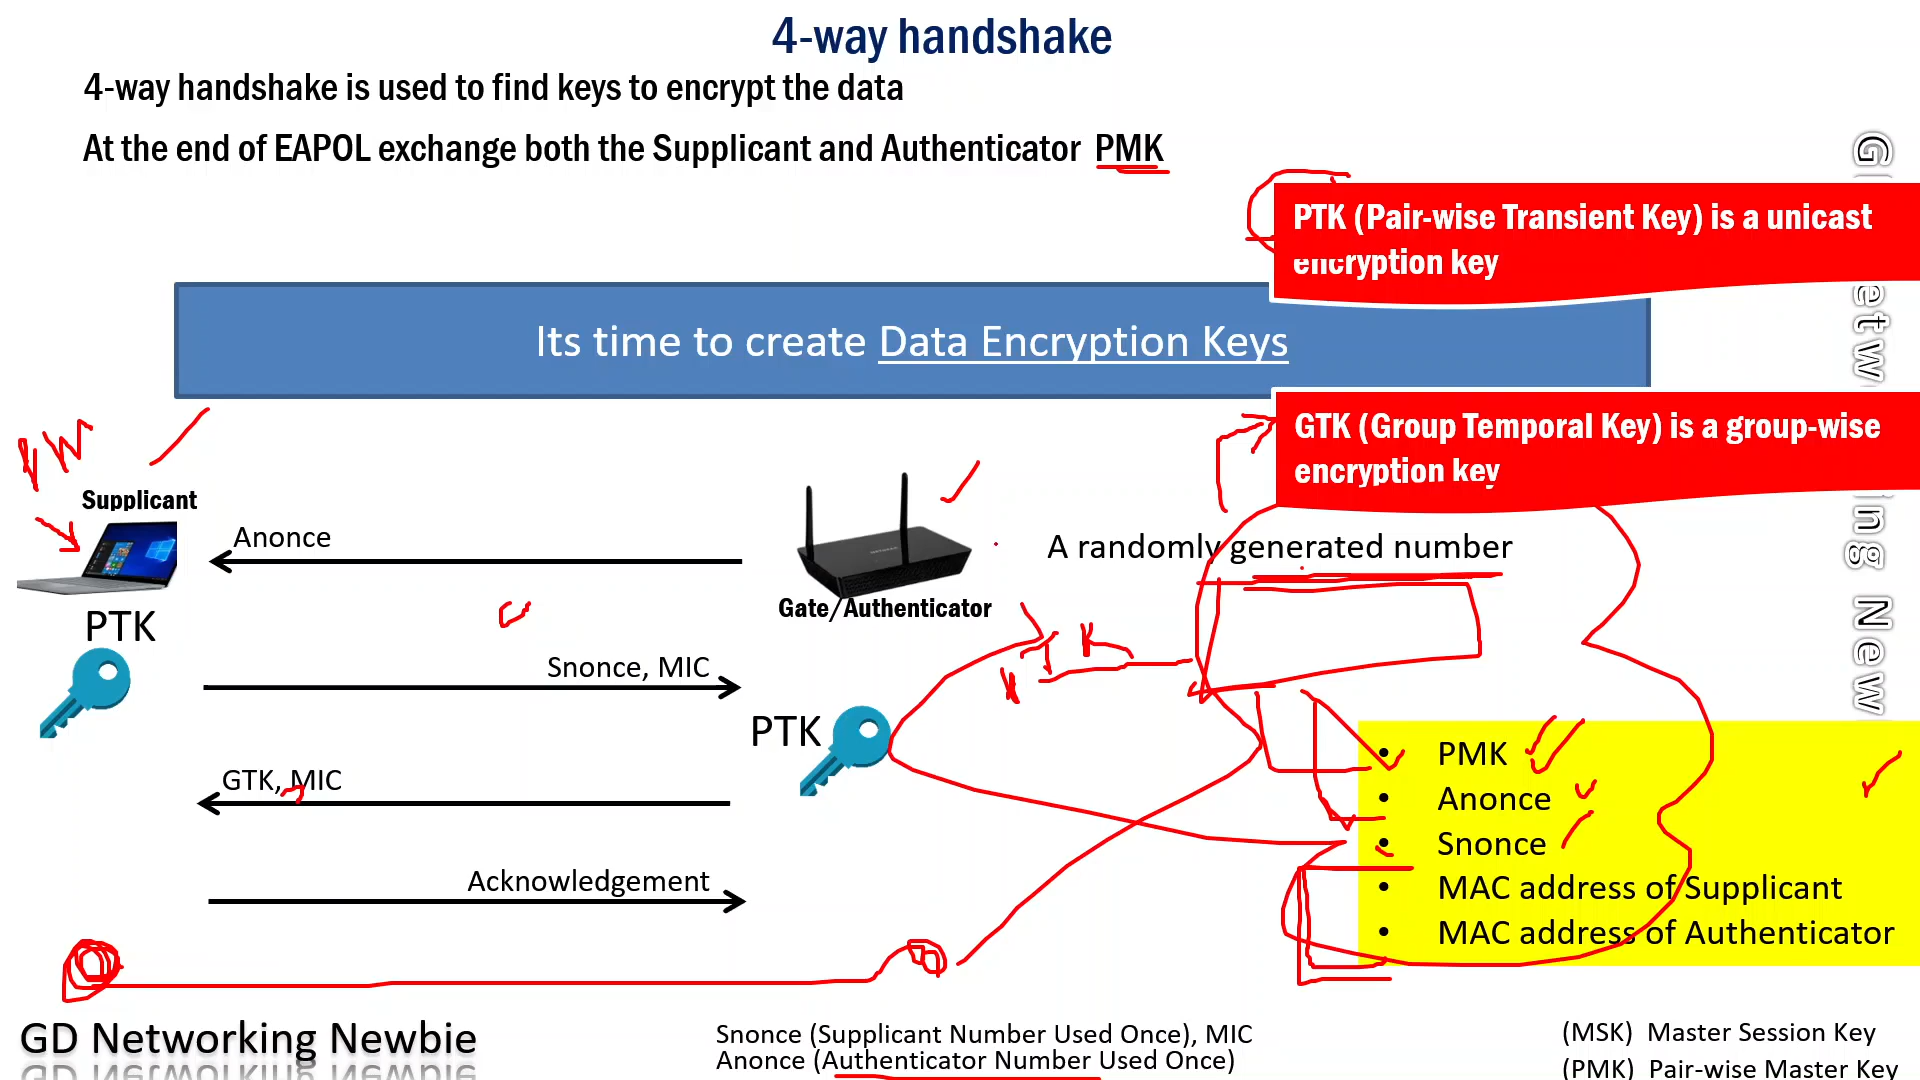 4-way handshake
4-way handshake is used to find keys to encrypt the data
At the end of EAPOL exchange both the Supplicant and Authenticator PMK
PTK (Pair-wise Transient Key) is a unicast
encryption key
Its time to create Data Encryption Keys
GTK (Group Temporal Key) is a group-wise
encryption key
Supplicant
Anonce
A randomly generated number
Gate/Authenticator
PTK
Snonce, MIC
PTK
GTK, MIC
Acknowledgement
PMK
Anonce
Snonce
MAC address of Supplicant
MAC address of Authenticator
GD Networking Newbie
Snonce (Supplicant Number Used Once), MIC
Anonce (Authenticator Number Used Once)
(MSK) Master Session Key
(PMK) Pair-wise Master Key